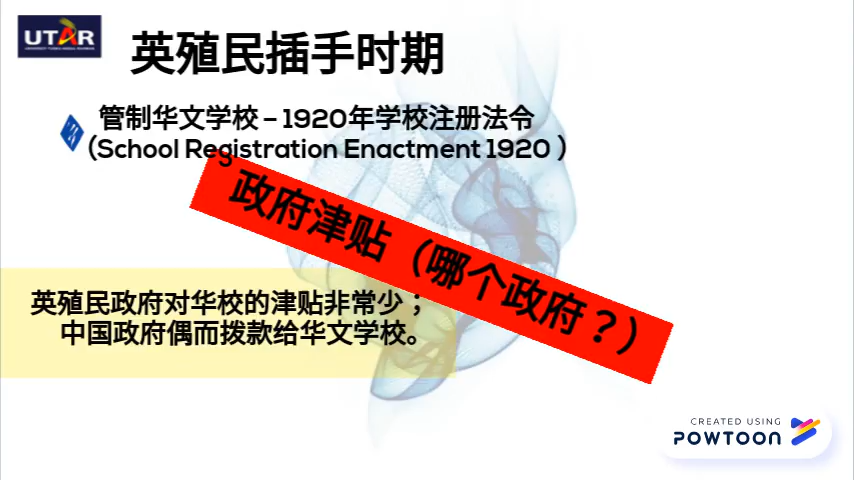 UTAR
英殖民插手时期
管制华文学校 – 1920年学校注册法令
(School Registration Enactment 1920 )
政府津贴（哪个政府？）
英殖民政府对华校的津贴非常少；
中国政府偶而拨款给华文学校。
CREATED USING
POWTOON